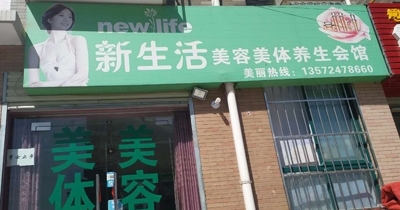 new life
新生活美容美体养生会馆
美丽热线：13572478660
美体
美容